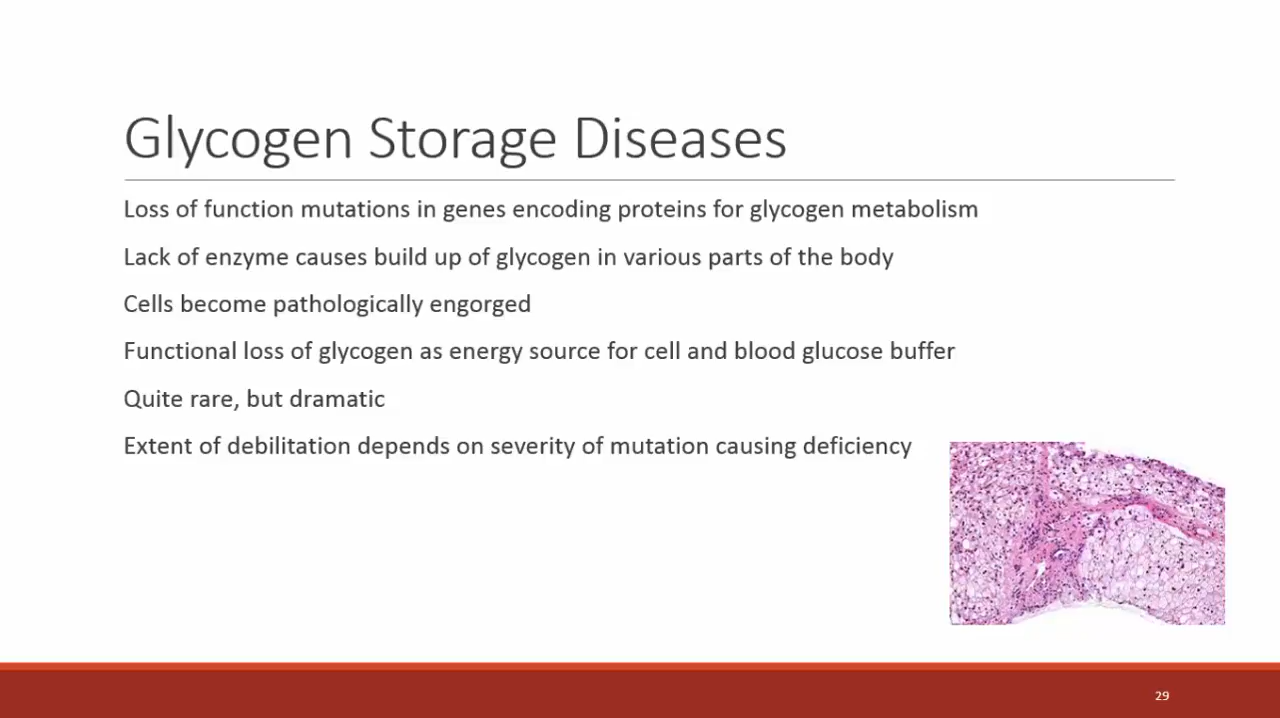 Glycogen Storage Diseases
Loss of function mutations in genes encoding proteins for glycogen metabolism
Lack of enzyme causes build up of glycogen in various parts of the body
Cells become pathologically engorged
Functional loss of glycogen as energy source for cell and blood glucose buffer
Quite rare, but dramatic
Extent of debilitation depends on severity of mutation causing deficiency
29